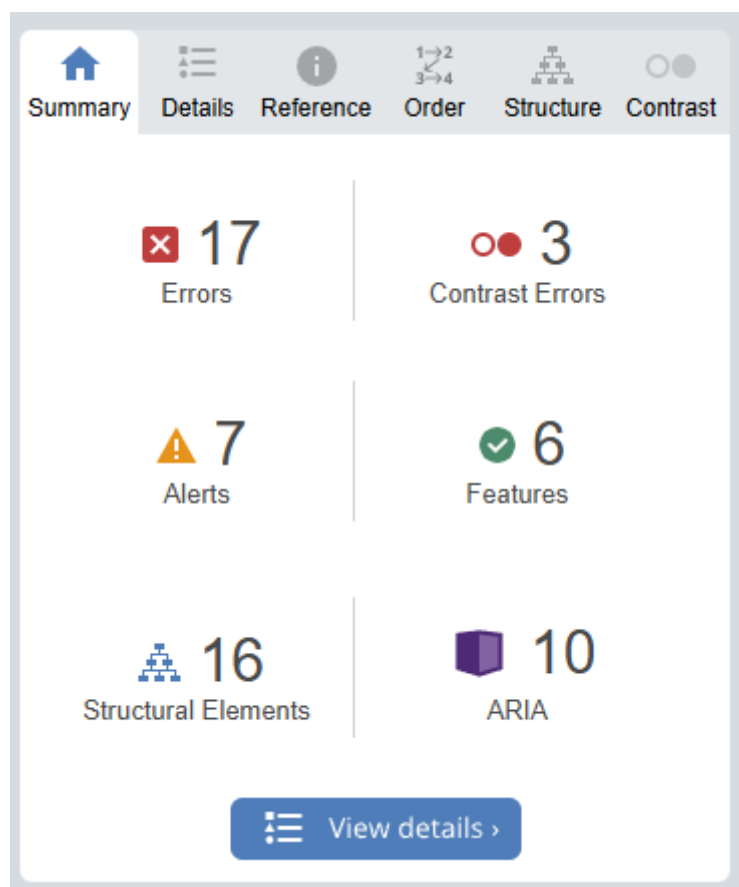 1→2
3→4
Summary Details Reference Order Structure Contrast
17
Errors
3
Contrast Errors
7
Alerts
6
Features
16
Structural Elements
10
ARIA
View details ›